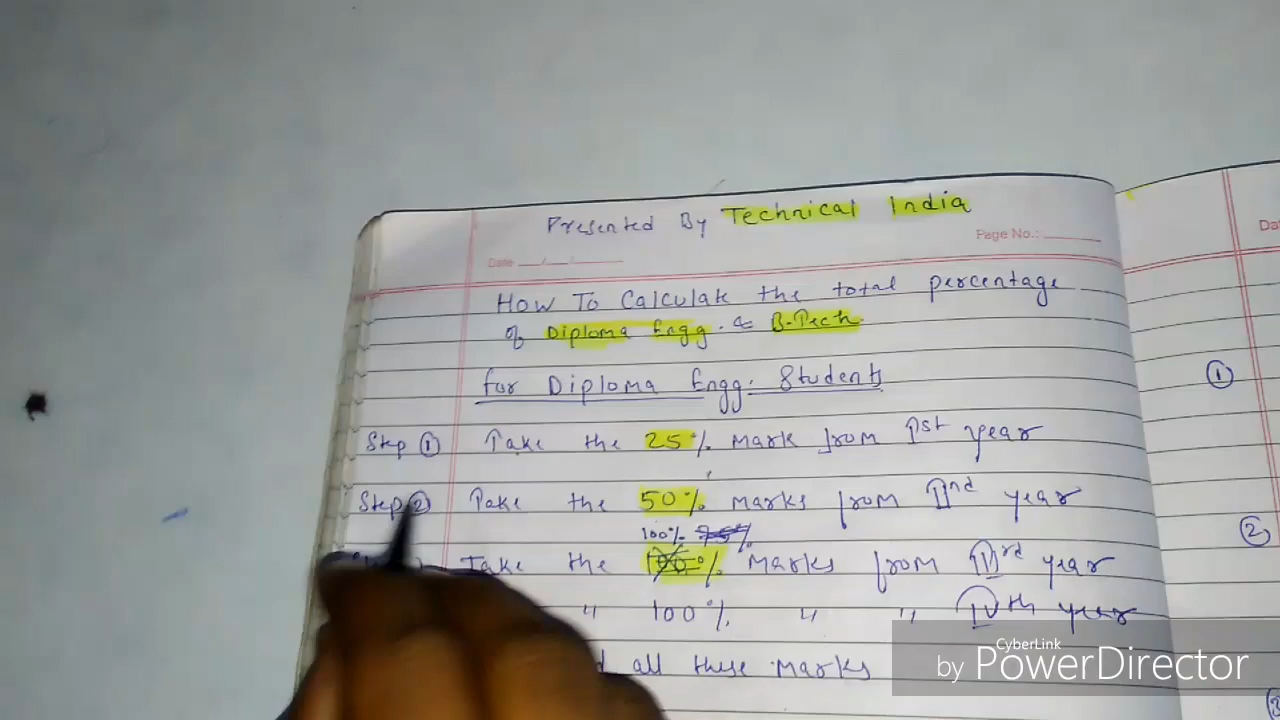 Presented By Technical India
Page No.:
Date
How To Calculate the total percentage
of Diploma Engg. & B-Tech.
for Diploma Engg. Students
①
Step ① Take the 25% mark from Ist year
Step ② Take the 50% marks from IInd year
100% 75%
②
Take the 100% marks from IIIrd year
" 100% " " IVth year
all these marks
CyberLink
by PowerDirector